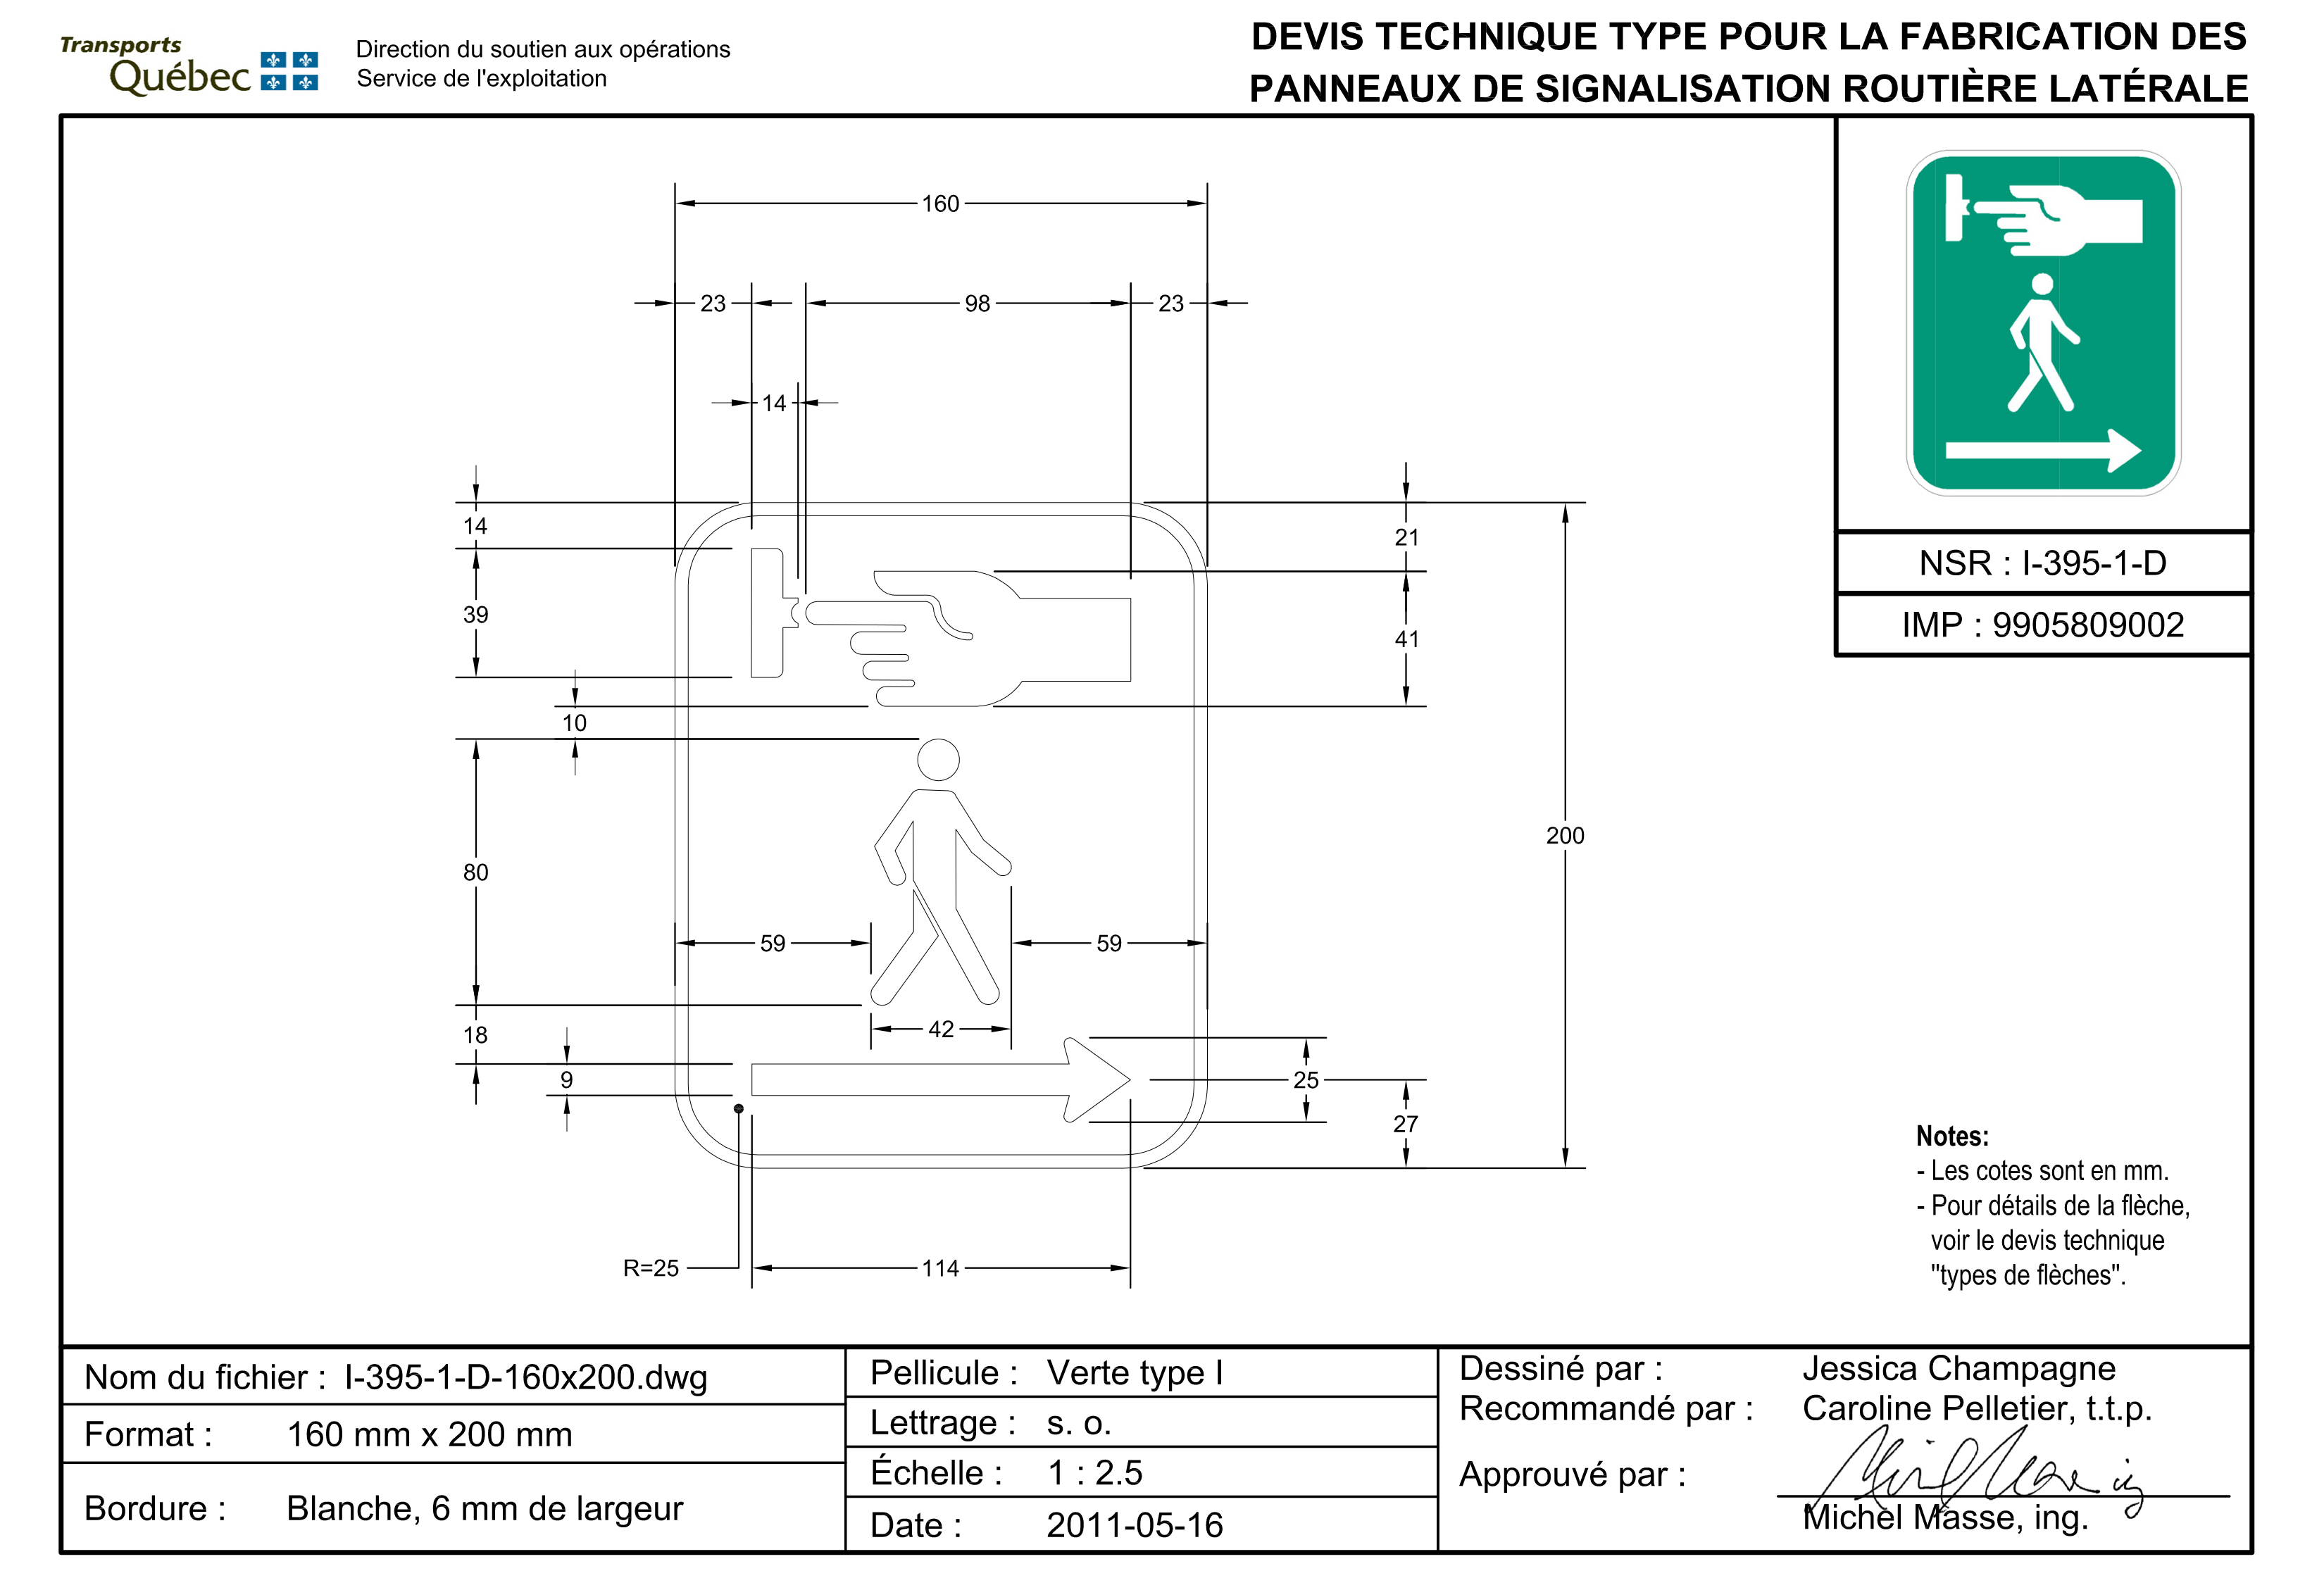 Transports
Québec
Direction du soutien aux opérations
Service de l'exploitation
DEVIS TECHNIQUE TYPE POUR LA FABRICATION DES
PANNEAUX DE SIGNALISATION ROUTIÈRE LATÉRALE
NSR : I-395-1-D
IMP : 9905809002
160
23
98
23
14
14
21
39
41
10
200
80
59
59
18
42
9
25
27
R=25
114
Notes:
- Les cotes sont en mm.
- Pour détails de la flèche,
voir le devis technique
"types de flèches".
Nom du fichier : I-395-1-D-160x200.dwg
Format : 160 mm x 200 mm
Bordure : Blanche, 6 mm de largeur
Pellicule : Verte type I
Lettrage : s. o.
Échelle : 1 : 2.5
Date : 2011-05-16
Dessiné par : Jessica Champagne
Recommandé par : Caroline Pelletier, t.t.p.
Approuvé par :
Michel Masse, ing.